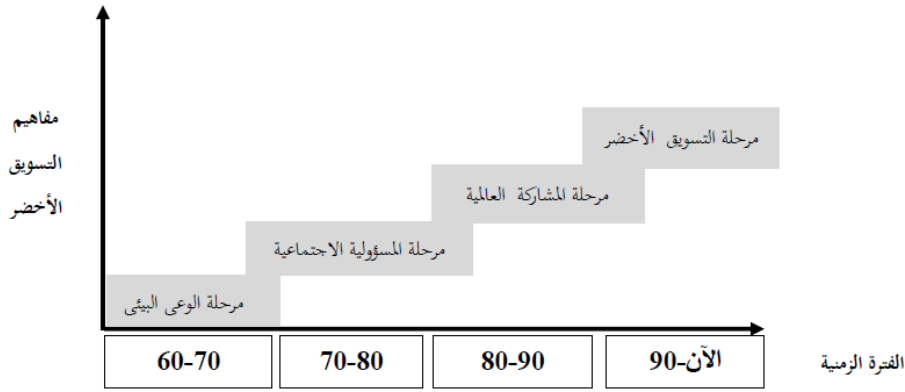 مفاهيم
التسويق
الأخضر
مرحلة التسويق الأخضر
مرحلة المشاركة العالمية
مرحلة المسؤولية الاجتماعية
مرحلة الوعى البيئى
60-70
70-80
80-90
90-الآن
الفترة الزمنية